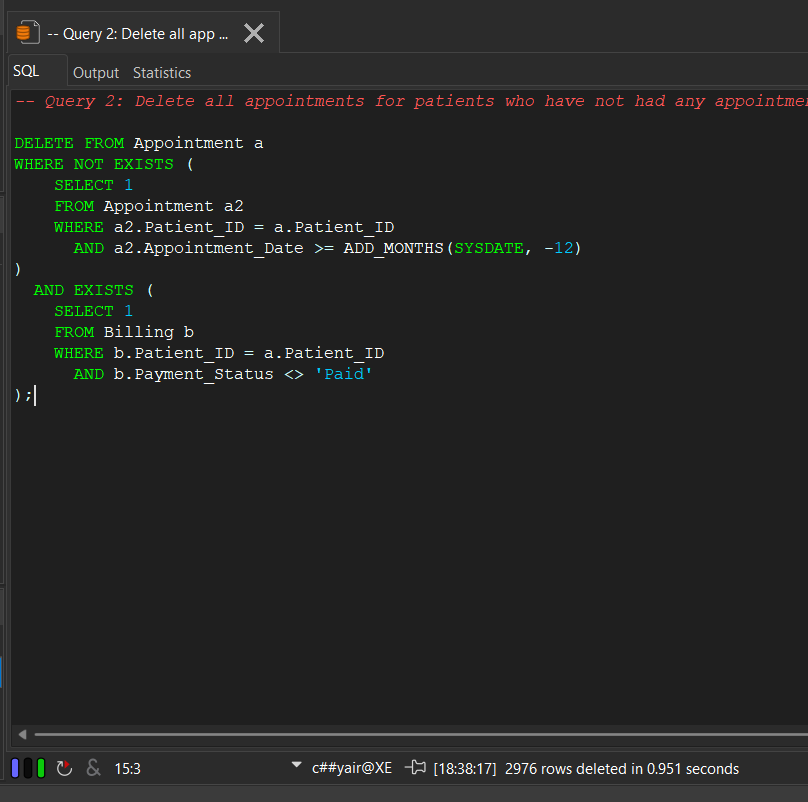 -- Query 2: Delete all app ...
SQL Output Statistics
-- Query 2: Delete all appointments for patients who have not had any
DELETE FROM Appointment a
WHERE NOT EXISTS (
    SELECT 1
    FROM Appointment a2
    WHERE a2.Patient_ID = a.Patient_ID
      AND a2.Appointment_Date >= ADD_MONTHS(SYSDATE, -12)
)
  AND EXISTS (
    SELECT 1
    FROM Billing b
    WHERE b.Patient_ID = a.Patient_ID
      AND b.Payment_Status <> 'Paid'
);
& 15:3 c##yair@XE [18:38:17] 2976 rows deleted in 0.951 seconds